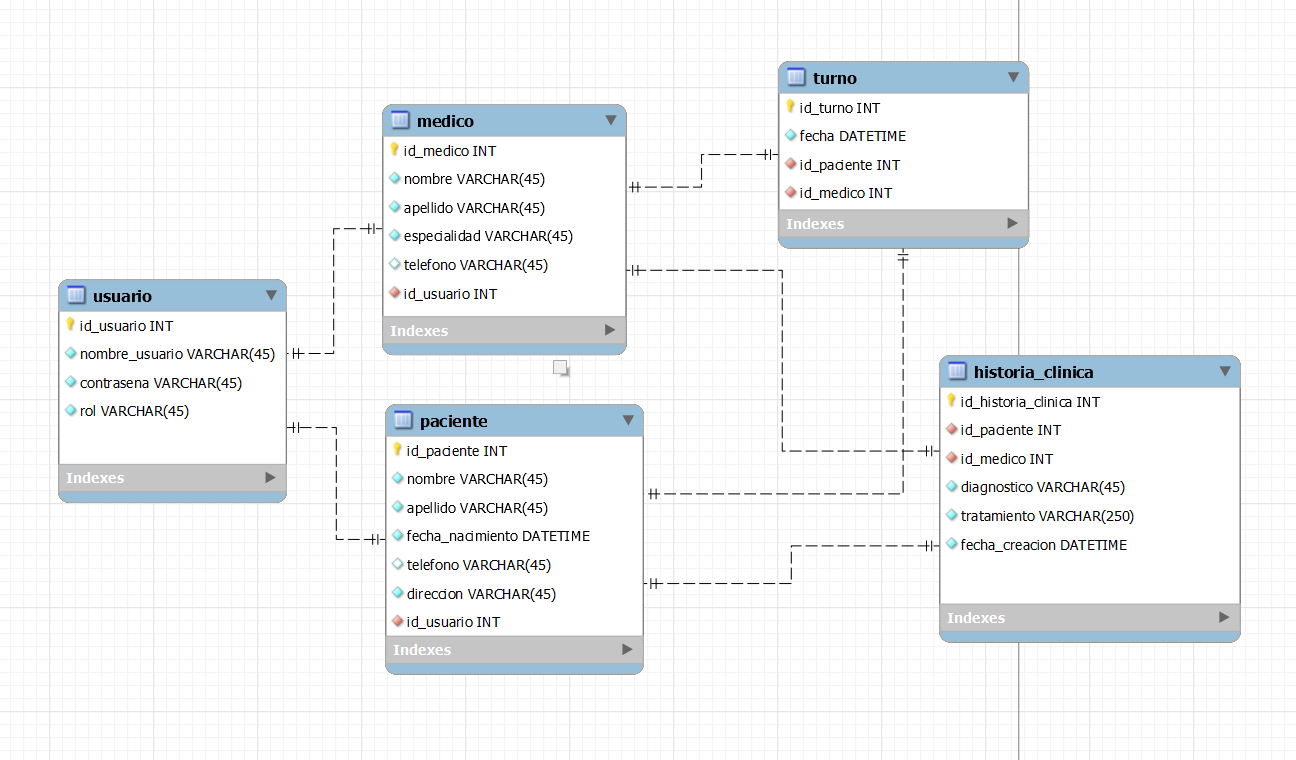 usuario
id_usuario INT
nombre_usuario VARCHAR(45)
contrasena VARCHAR(45)
rol VARCHAR(45)
Indexes
medico
id_medico INT
nombre VARCHAR(45)
apellido VARCHAR(45)
especialidad VARCHAR(45)
telefono VARCHAR(45)
id_usuario INT
Indexes
paciente
id_paciente INT
nombre VARCHAR(45)
apellido VARCHAR(45)
fecha_nacimiento DATETIME
telefono VARCHAR(45)
direccion VARCHAR(45)
id_usuario INT
Indexes
turno
id_turno INT
fecha DATETIME
id_paciente INT
id_medico INT
Indexes
historia_clinica
id_historia_clinica INT
id_paciente INT
id_medico INT
diagnostico VARCHAR(45)
tratamiento VARCHAR(250)
fecha_creacion DATETIME
Indexes